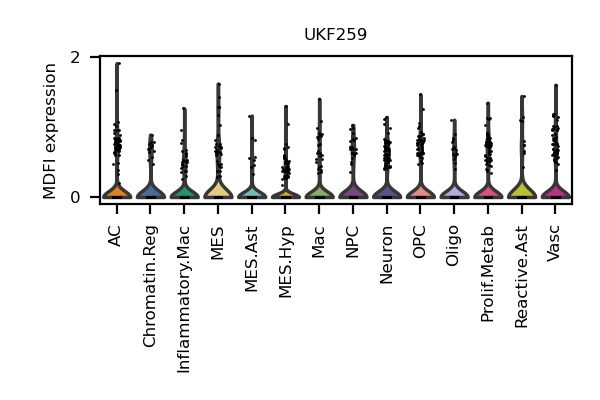 UKF259
MDFI expression
2
0
AC
Chromatin.Reg
Inflammatory.Mac
MES
MES.Ast
MES.Hyp
Mac
NPC
Neuron
OPC
Oligo
Prolif.Metab
Reactive.Ast
Vasc